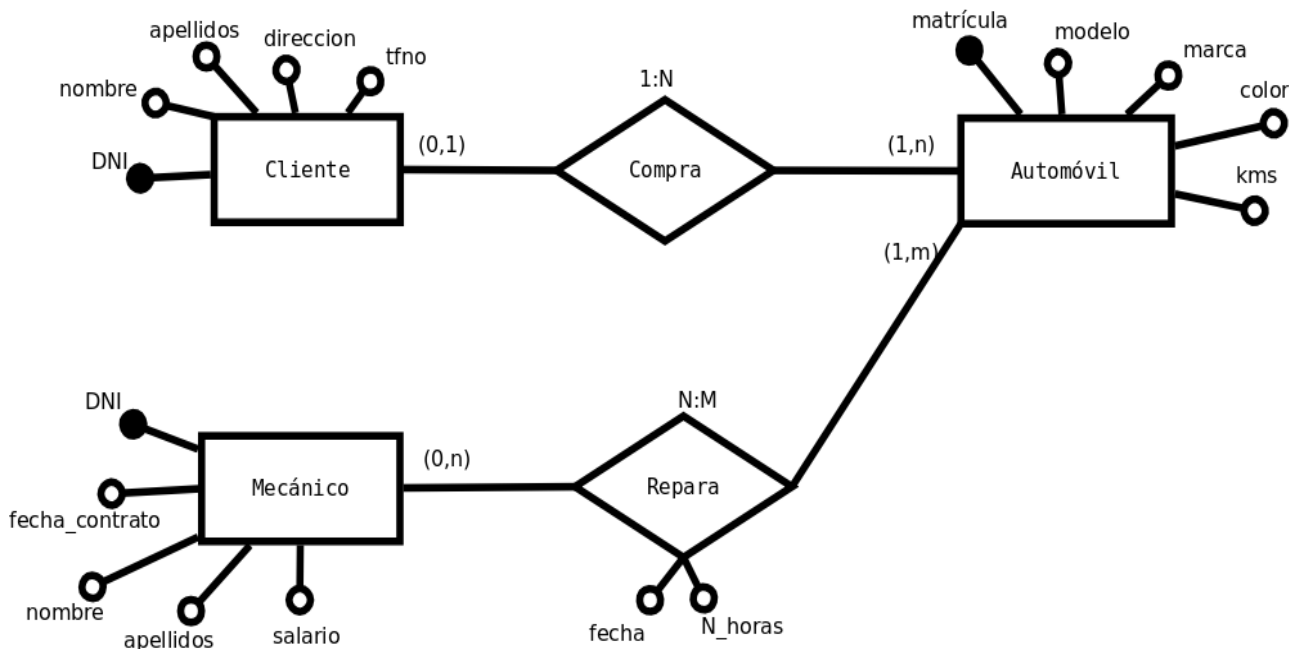 matrícula
apellidos
direccion
modelo
tfno
marca
1:N
nombre
color
(0,1)
(1,n)
DNI
Cliente
Compra
Automóvil
kms
(1,m)
DNI
N:M
(0,n)
Mecánico
Repara
fecha_contrato
nombre
fecha
N_horas
apellidos
salario